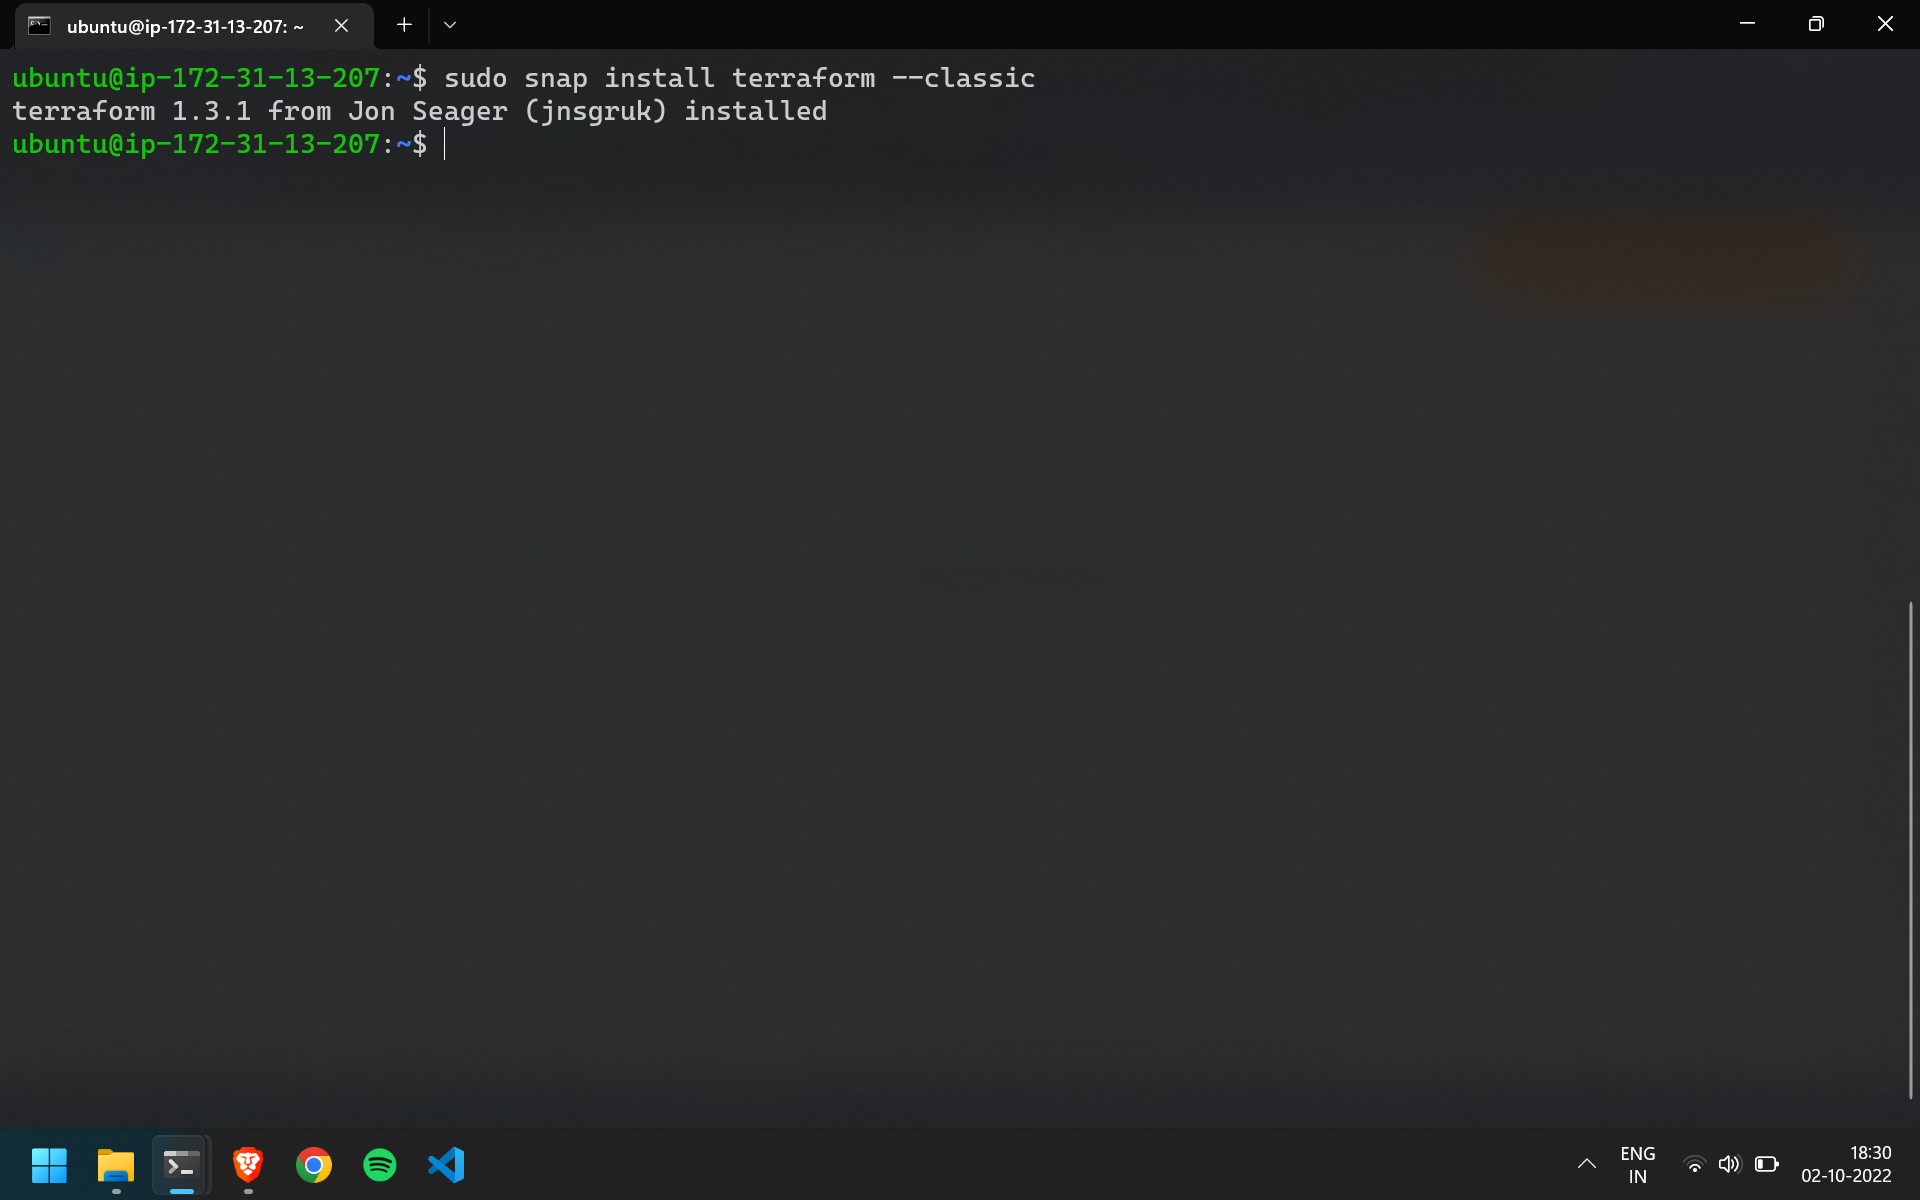 ubuntu@ip-172-31-13-207: ~
ubuntu@ip-172-31-13-207:~$ sudo snap install terraform --classic
terraform 1.3.1 from Jon Seager (jnsgruk) installed
ubuntu@ip-172-31-13-207:~$
ENG
IN
18:30
02-10-2022